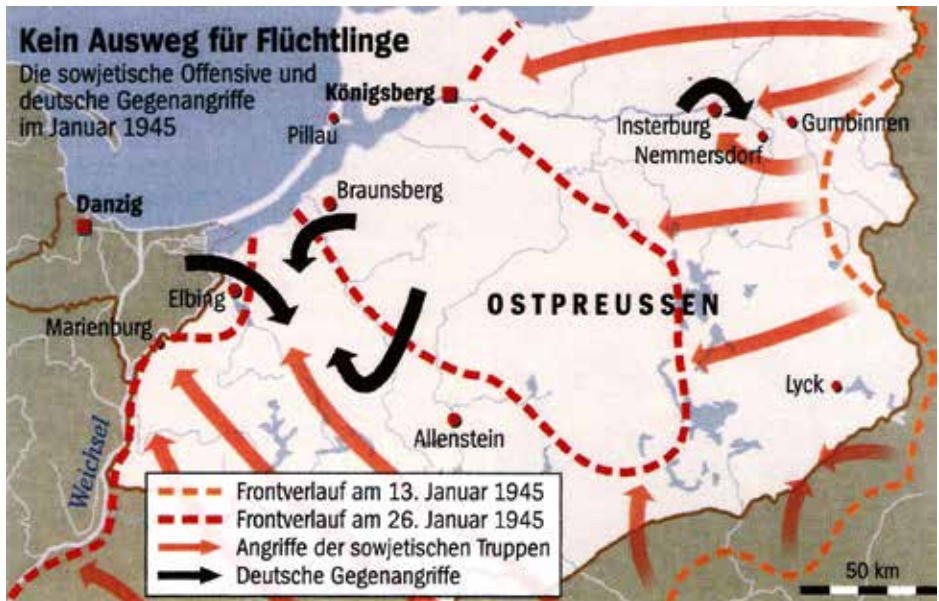 Kein Ausweg für Flüchtlinge
Die sowjetische Offensive und
deutsche Gegenangriffe
im Januar 1945
Königsberg
Pillau
Insterburg
Gumbinnen
Nemmersdorf
Braunsberg
Danzig
Elbing
OSTPREUSSEN
Marienburg
Lyck
Allenstein
Weichsel
Frontverlauf am 13. Januar 1945
Frontverlauf am 26. Januar 1945
Angriffe der sowjetischen Truppen
Deutsche Gegenangriffe
50 km